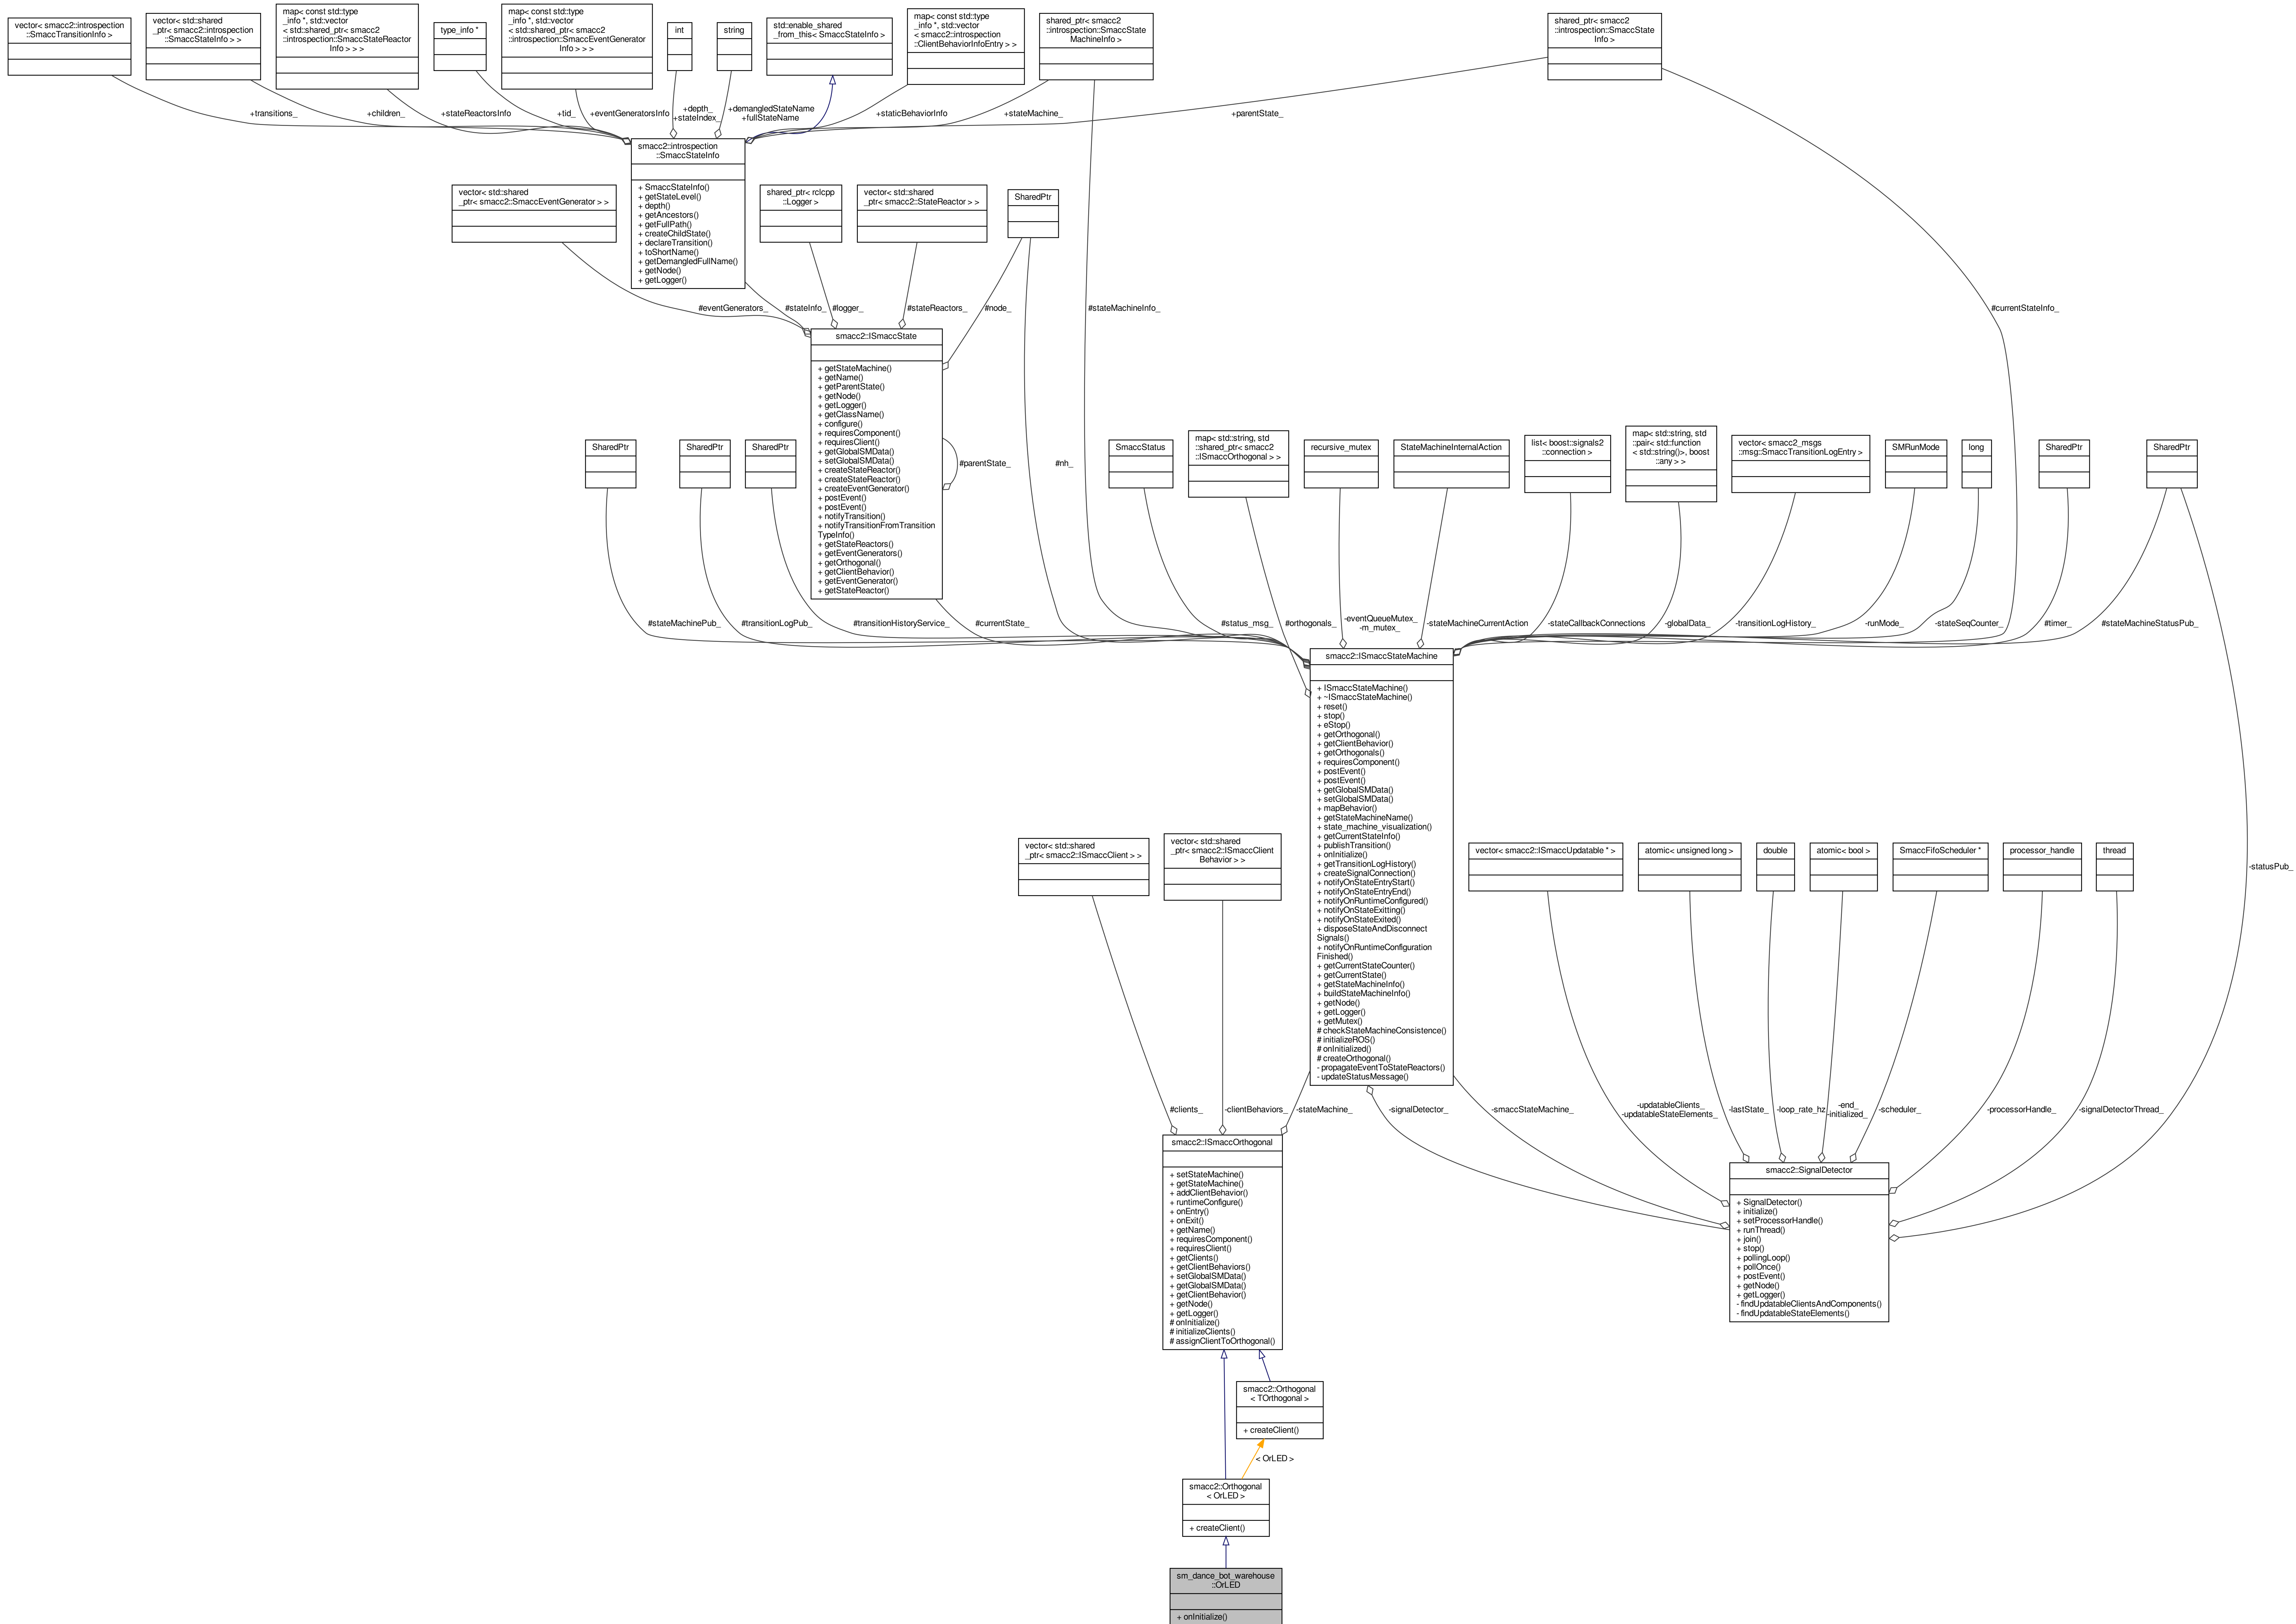 vector< smacc2::introspection
::SmaccTransitionInfo >
vector< std::shared
_ptr< smacc2::introspection
::SmaccStateInfo > >
map< const std::type
_info *, std::vector
< std::shared_ptr< smacc2
::introspection::SmaccStateReactor
Info > > >
type_info *
map< const std::type
_info *, std::vector
< std::shared_ptr< smacc2
::introspection::SmaccEventGenerator
Info > > >
int
string
std::enable_shared
_from_this< SmaccStateInfo >
map< const std::type
_info *, std::vector
< smacc2::introspection
::ClientBehaviorInfoEntry > >
shared_ptr< smacc2
::introspection::SmaccState
MachineInfo >
shared_ptr< smacc2
::introspection::SmaccState
Info >
+transitions_
+children_
+stateReactorsInfo
+tid_
+eventGeneratorsInfo
+depth_
+stateIndex_
+demangledStateName
+fullStateName
+staticBehaviorInfo
+stateMachine_
+parentState_
smacc2::introspection
::SmaccStateInfo
+ SmaccStateInfo()
+ getStateLevel()
+ depth()
+ getAncestors()
+ getFullPath()
+ createChildState()
+ declareTransition()
+ toShortName()
+ getDemangledFullName()
+ getNode()
+ getLogger()
vector< std::shared
_ptr< smacc2::SmaccEventGenerator > >
shared_ptr< rclcpp
::Logger >
vector< std::shared
_ptr< smacc2::StateReactor > >
SharedPtr
#eventGenerators_
#stateInfo_
#logger_
#stateReactors_
#node_
#stateMachineInfo_
#currentStateInfo_
smacc2::ISmaccState
+ getStateMachine()
+ getName()
+ getParentState()
+ getNode()
+ getLogger()
+ getClassName()
+ configure()
+ requiresComponent()
+ requiresClient()
+ getGlobalSMData()
+ setGlobalSMData()
+ createStateReactor()
+ createStateReactor()
+ createEventGenerator()
+ postEvent()
+ postEvent()
+ notifyTransition()
+ notifyTransitionFromTransition
TypeInfo()
+ getStateReactors()
+ getEventGenerators()
+ getOrthogonal()
+ getClientBehavior()
+ getEventGenerator()
+ getStateReactor()
#parentState_
#nh_
SharedPtr
SharedPtr
SharedPtr
SmaccStatus
map< std::string, std
::shared_ptr< smacc2
::ISmaccOrthogonal > >
recursive_mutex
StateMachineInternalAction
list< boost::signals2
::connection >
map< std::string, std
::pair< std::function
< std::string()>, boost
::any > >
vector< smacc2_msgs
::msg::SmaccTransitionLogEntry >
SMRunMode
long
SharedPtr
SharedPtr
#stateMachinePub_
#transitionLogPub_
#transitionHistoryService_
#currentState_
#status_msg_
#orthogonals_
-eventQueueMutex_
-m_mutex_
-stateMachineCurrentAction
-stateCallbackConnections
-globalData_
-transitionLogHistory_
-runMode_
-stateSeqCounter_
#timer_
#stateMachineStatusPub_
smacc2::ISmaccStateMachine
+ ISmaccStateMachine()
+ ~ISmaccStateMachine()
+ reset()
+ stop()
+ eStop()
+ getOrthogonal()
+ getClientBehavior()
+ getOrthogonals()
+ requiresComponent()
+ postEvent()
+ postEvent()
+ getGlobalSMData()
+ setGlobalSMData()
+ mapBehavior()
+ getStateMachineName()
+ state_machine_visualization()
+ getCurrentStateInfo()
+ publishTransition()
+ onInitialize()
+ getTransitionLogHistory()
+ createSignalConnection()
+ notifyOnStateEntryStart()
+ notifyOnStateEntryEnd()
+ notifyOnRuntimeConfigured()
+ notifyOnStateExitting()
+ notifyOnStateExited()
+ disposeStateAndDisconnect
Signals()
+ notifyOnRuntimeConfiguration
Finished()
+ getCurrentStateCounter()
+ getCurrentState()
+ getStateMachineInfo()
+ buildStateMachineInfo()
+ getNode()
+ getLogger()
+ getMutex()
# checkStateMachineConsistence()
# initializeROS()
# onInitialized()
# createOrthogonal()
- propagateEventToStateReactors()
- updateStatusMessage()
vector< std::shared
_ptr< smacc2::ISmaccClient > >
vector< std::shared
_ptr< smacc2::ISmaccClient
Behavior > >
vector< smacc2::ISmaccUpdatable * >
atomic< unsigned long >
double
atomic< bool >
SmaccFifoScheduler *
processor_handle
thread
-statusPub_
#clients_
-clientBehaviors_
-stateMachine_
-signalDetector_
-smaccStateMachine_
-updatableClients_
-updatableStateElements_
-lastState_
-loop_rate_hz
-end_
-initialized_
-scheduler_
-processorHandle_
-signalDetectorThread_
smacc2::ISmaccOrthogonal
+ setStateMachine()
+ getStateMachine()
+ addClientBehavior()
+ runtimeConfigure()
+ onEntry()
+ onExit()
+ getName()
+ requiresComponent()
+ requiresClient()
+ getClients()
+ getClientBehaviors()
+ setGlobalSMData()
+ getGlobalSMData()
+ getClientBehavior()
+ getNode()
+ getLogger()
# onInitialize()
# initializeClients()
# assignClientToOrthogonal()
smacc2::SignalDetector
+ SignalDetector()
+ initialize()
+ setProcessorHandle()
+ runThread()
+ join()
+ stop()
+ pollingLoop()
+ pollOnce()
+ postEvent()
+ getNode()
+ getLogger()
- findUpdatableClientsAndComponents()
- findUpdatableStateElements()
smacc2::Orthogonal
< TOrthogonal >
+ createClient()
< OrLED >
smacc2::Orthogonal
< OrLED >
+ createClient()
sm_dance_bot_warehouse
::OrLED
+ onInitialize()